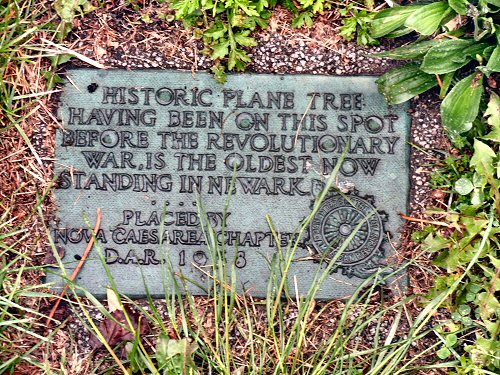 HISTORIC PLANE TREE
HAVING BEEN ON THIS SPOT
BEFORE THE REVOLUTIONARY
WAR, IS THE OLDEST NOW
STANDING IN NEWARK,
PLACED BY
NOVA CAESAREA CHAPTER
D.A.R.